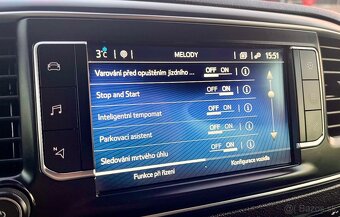 3°C MELODY 15:51
Varování před opuštěním jízdního ... OFF ON
Stop and Start OFF ON
Inteligentní tempomat OFF ON
Parkovací asistent OFF ON
Sledování mrtvého úhlu OFF ON
Funkce při řízení Konfigurace vozidla
N